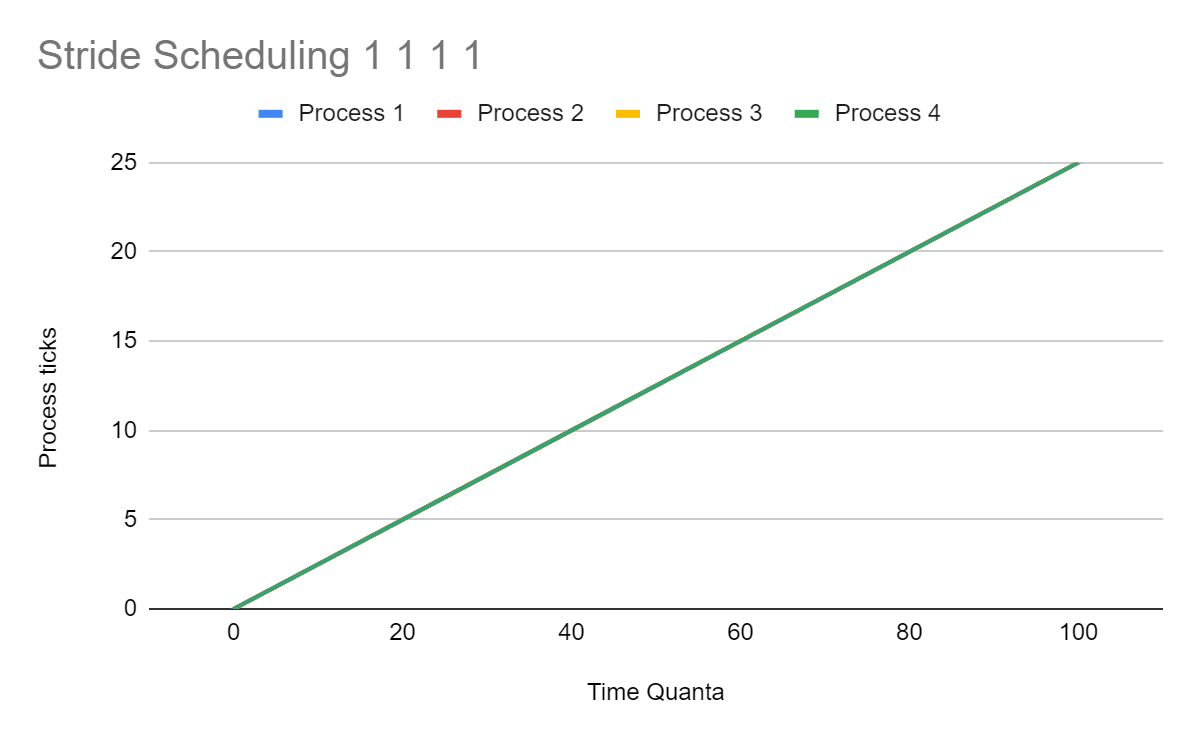 Stride Scheduling 1 1 1 1
Process 1 Process 2 Process 3 Process 4
25
20
15
10
5
0
Process ticks
0 20 40 60 80 100
Time Quanta